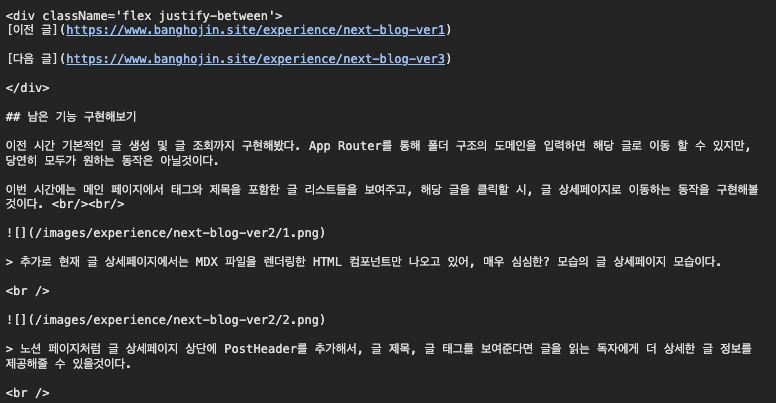 <div className='flex justify-between'>
[이전 글](https://www.banghojin.site/experience/next-blog-ver1)
[다음 글](https://www.banghojin.site/experience/next-blog-ver3)
</div>
## 남은 기능 구현해보기
이전 시간 기본적인 글 생성 및 글 조회까지 구현해봤다. App Router를 통해 폴더 구조의 도메인을 입력하면 해당 글로 이동 할 수 있지만,
당연히 모두가 원하는 동작은 아닐것이다.
이번 시간에는 메인 페이지에서 태그와 제목을 포함한 글 리스트들을 보여주고, 해당 글을 클릭할 시, 글 상세페이지로 이동하는 동작을 구현해볼
것이다. <br/><br/>
![](/images/experience/next-blog-ver2/1.png)
> 추가로 현재 글 상세페이지에서는 MDX 파일을 렌더링한 HTML 컴포넌트만 나오고 있어, 매우 심심한? 모습의 글 상세페이지 모습이다.
<br />
![](/images/experience/next-blog-ver2/2.png)
> 노션 페이지처럼 글 상세페이지 상단에 PostHeader를 추가해서, 글 제목, 글 태그를 보여준다면 글을 읽는 독자에게 더 상세한 글 정보를
제공해줄 수 있을것이다.
<br />